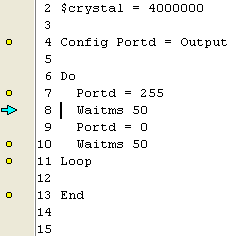 2 $crystal = 4000000
3
4 Config Portd = Output
5
6 Do
7 Portd = 255
8 Waitms 50
9 Portd = 0
10 Waitms 50
11 Loop
12
13 End
14
15